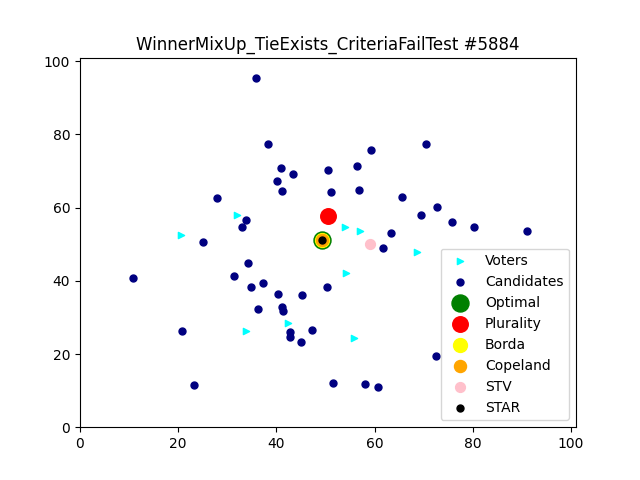 WinnerMixUp_TieExists_CriteriaFailTest #5884
100
80
60
40
20
0
0 20 40 60 80 100
Voters
Candidates
Optimal
Plurality
Borda
Copeland
STV
STAR